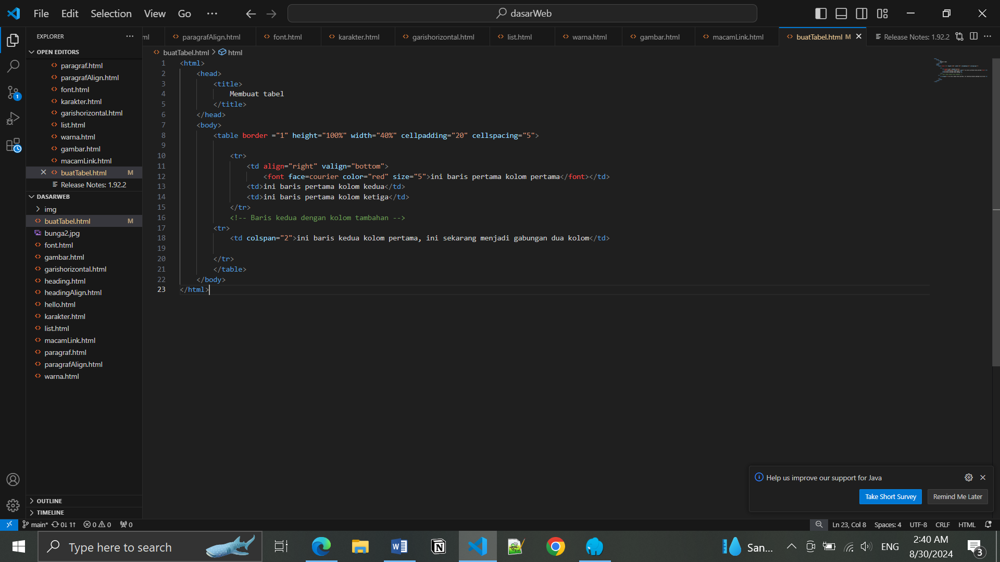 File Edit Selection View Go ··· dasarWeb
EXPLORER ···
OPEN EDITORS
paragraf.html
paragrafAlign.html
font.html
karakter.html
garishorizontal.html
list.html
warna.html
gambar.html
macamLink.html
buatTabel.html M
Release Notes: 1.92.2
DASARWEB
img
buatTabel.html M
bunga2.jpg
font.html
gambar.html
garishorizontal.html
heading.html
headingAlign.html
hello.html
karakter.html
list.html
macamLink.html
paragraf.html
paragrafAlign.html
warna.html
OUTLINE
TIMELINE
ml paragrafAlign.html font.html karakter.html garishorizontal.html list.html warna.html gambar.html macamLink.html buatTabel.html M Release Notes: 1.92.2 ···
buatTabel.html > html
1 <html>
2 <head>
3 <title>
4 Membuat tabel
5 </title>
6 </head>
7 <body>
8 <table border ="1" height="100%" width="40%" cellpadding="20" cellspacing="5">
9
10 <tr>
11 <td align="right" valign="bottom">
12 <font face=courier color="red" size="5">ini baris pertama kolom pertama</font></td>
13 <td>ini baris pertama kolom kedua</td>
14 <td>ini baris pertama kolom ketiga</td>
15 </tr>
16 <!-- Baris kedua dengan kolom tambahan -->
17 <tr>
18 <td colspan="2">ini baris kedua kolom pertama, ini sekarang menjadi gabungan dua kolom</td>
19
20 </tr>
21 </table>
22 </body>
23 </html>
Help us improve our support for Java
Take Short Survey Remind Me Later
1
main* 0↓ 1↑ 0 0 0 Ln 23, Col 8 Spaces: 4 UTF-8 CRLF HTML
Type here to search San... ENG 2:40 AM
8/30/2024 3